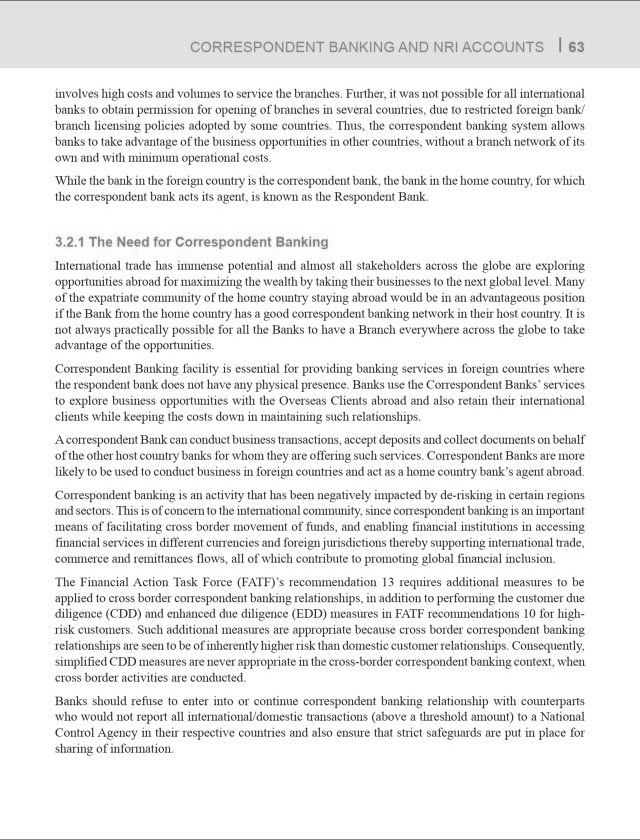 CORRESPONDENT BANKING AND NRI ACCOUNTS | 63
involves high costs and volumes to service the branches. Further, it was not possible for all international
banks to obtain permission for opening of branches in several countries, due to restricted foreign bank/
branch licensing policies adopted by some countries. Thus, the correspondent banking system allows
banks to take advantage of the business opportunities in other countries, without a branch network of its
own and with minimum operational costs.
While the bank in the foreign country is the correspondent bank, the bank in the home country, for which
the correspondent bank acts its agent, is known as the Respondent Bank.
3.2.1 The Need for Correspondent Banking
International trade has immense potential and almost all stakeholders across the globe are exploring
opportunities abroad for maximizing the wealth by taking their businesses to the next global level. Many
of the expatriate community of the home country staying abroad would be in an advantageous position
if the Bank from the home country has a good correspondent banking network in their host country. It is
not always practically possible for all the Banks to have a Branch everywhere across the globe to take
advantage of the opportunities.
Correspondent Banking facility is essential for providing banking services in foreign countries where
the respondent bank does not have any physical presence. Banks use the Correspondent Banks' services
to explore business opportunities with the Overseas Clients abroad and also retain their international
clients while keeping the costs down in maintaining such relationships.
A correspondent Bank can conduct business transactions, accept deposits and collect documents on behalf
of the other host country banks for whom they are offering such services. Correspondent Banks are more
likely to be used to conduct business in foreign countries and act as a home country bank's agent abroad.
Correspondent banking is an activity that has been negatively impacted by de-risking in certain regions
and sectors. This is of concern to the international community, since correspondent banking is an important
means of facilitating cross border movement of funds, and enabling financial institutions in accessing
financial services in different currencies and foreign jurisdictions thereby supporting international trade,
commerce and remittances flows, all of which contribute to promoting global financial inclusion.
The Financial Action Task Force (FATF)'s recommendation 13 requires additional measures to be
applied to cross border correspondent banking relationships, in addition to performing the customer due
diligence (CDD) and enhanced due diligence (EDD) measures in FATF recommendations 10 for high-
risk customers. Such additional measures are appropriate because cross border correspondent banking
relationships are seen to be of inherently higher risk than domestic customer relationships. Consequently,
simplified CDD measures are never appropriate in the cross-border correspondent banking context, when
cross border activities are conducted.
Banks should refuse to enter into or continue correspondent banking relationship with counterparts
who would not report all international/domestic transactions (above a threshold amount) to a National
Control Agency in their respective countries and also ensure that strict safeguards are put in place for
sharing of information.